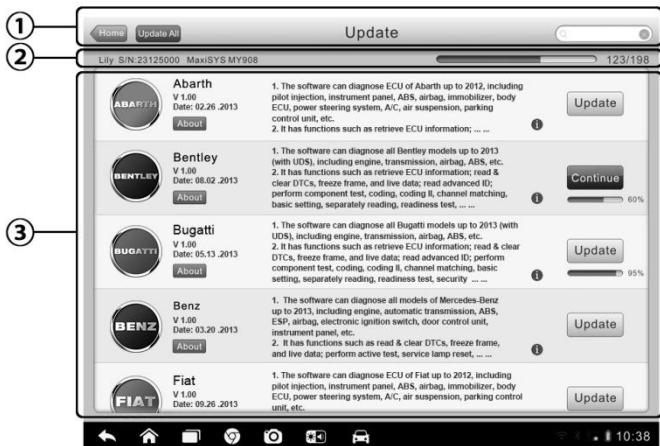 ①
Home Update All Update
②
Lily S/N:23125000 MaxiSYS MY908 123/198
③
ABARTH
Abarth
V 1.00
Date: 02.26 .2013
About
1. The software can diagnose ECU of Abarth up to 2012, including
pilot injection, instrument panel, ABS, airbag, immobilizer, body
ECU, power steering system, A/C, air suspension, parking
control unit, etc.
2. It has functions such as retrieve ECU information; ... ...
i
Update
BENTLEY
Bentley
V 1.00
Date: 08.02 .2013
About
1. The software can diagnose all Bentley models up to 2013
(with UDS), including engine, transmission, airbag, ABS, etc.
2. It has functions such as retrieve ECU information; read &
clear DTCs, freeze frame, and live data; read advanced ID;
perform component test, coding, coding II, channel matching,
basic setting, separately reading, readiness test, ... ...
i
Continue
60%
BUGATTI
Bugatti
V 1.00
Date: 05.13 .2013
About
1. The software can diagnose all Bugatti models up to 2013 (with
UDS), including engine, transmission, airbag, ABS, etc.
2. It has functions such as retrieve ECU information; read & clear
DTCs, freeze frame, and live data; read advanced ID; perform
component test, coding, coding II, channel matching, basic
setting, separately reading, readiness test, security ... ...
i
Update
95%
BENZ
Benz
V 1.00
Date: 03.20 .2013
About
1. The software can diagnose all models of Mercedes-Benz
up to 2013, including engine, automatic transmission, ABS,
ESP, airbag, electronic ignition switch, door control unit,
instrument panel, etc.
2. It has functions such as read & clear DTCs, freeze frame,
and live data; perform active test, service lamp reset, ... ...
i
Update
FIAT
Fiat
V 1.00
Date: 09.26 .2013
1. The software can diagnose ECU of Fiat up to 2012, including
pilot injection, instrument panel, ABS, airbag, immobilizer, body
ECU, power steering system, A/C, air suspension, parking control
unit, etc.
Update
10:38